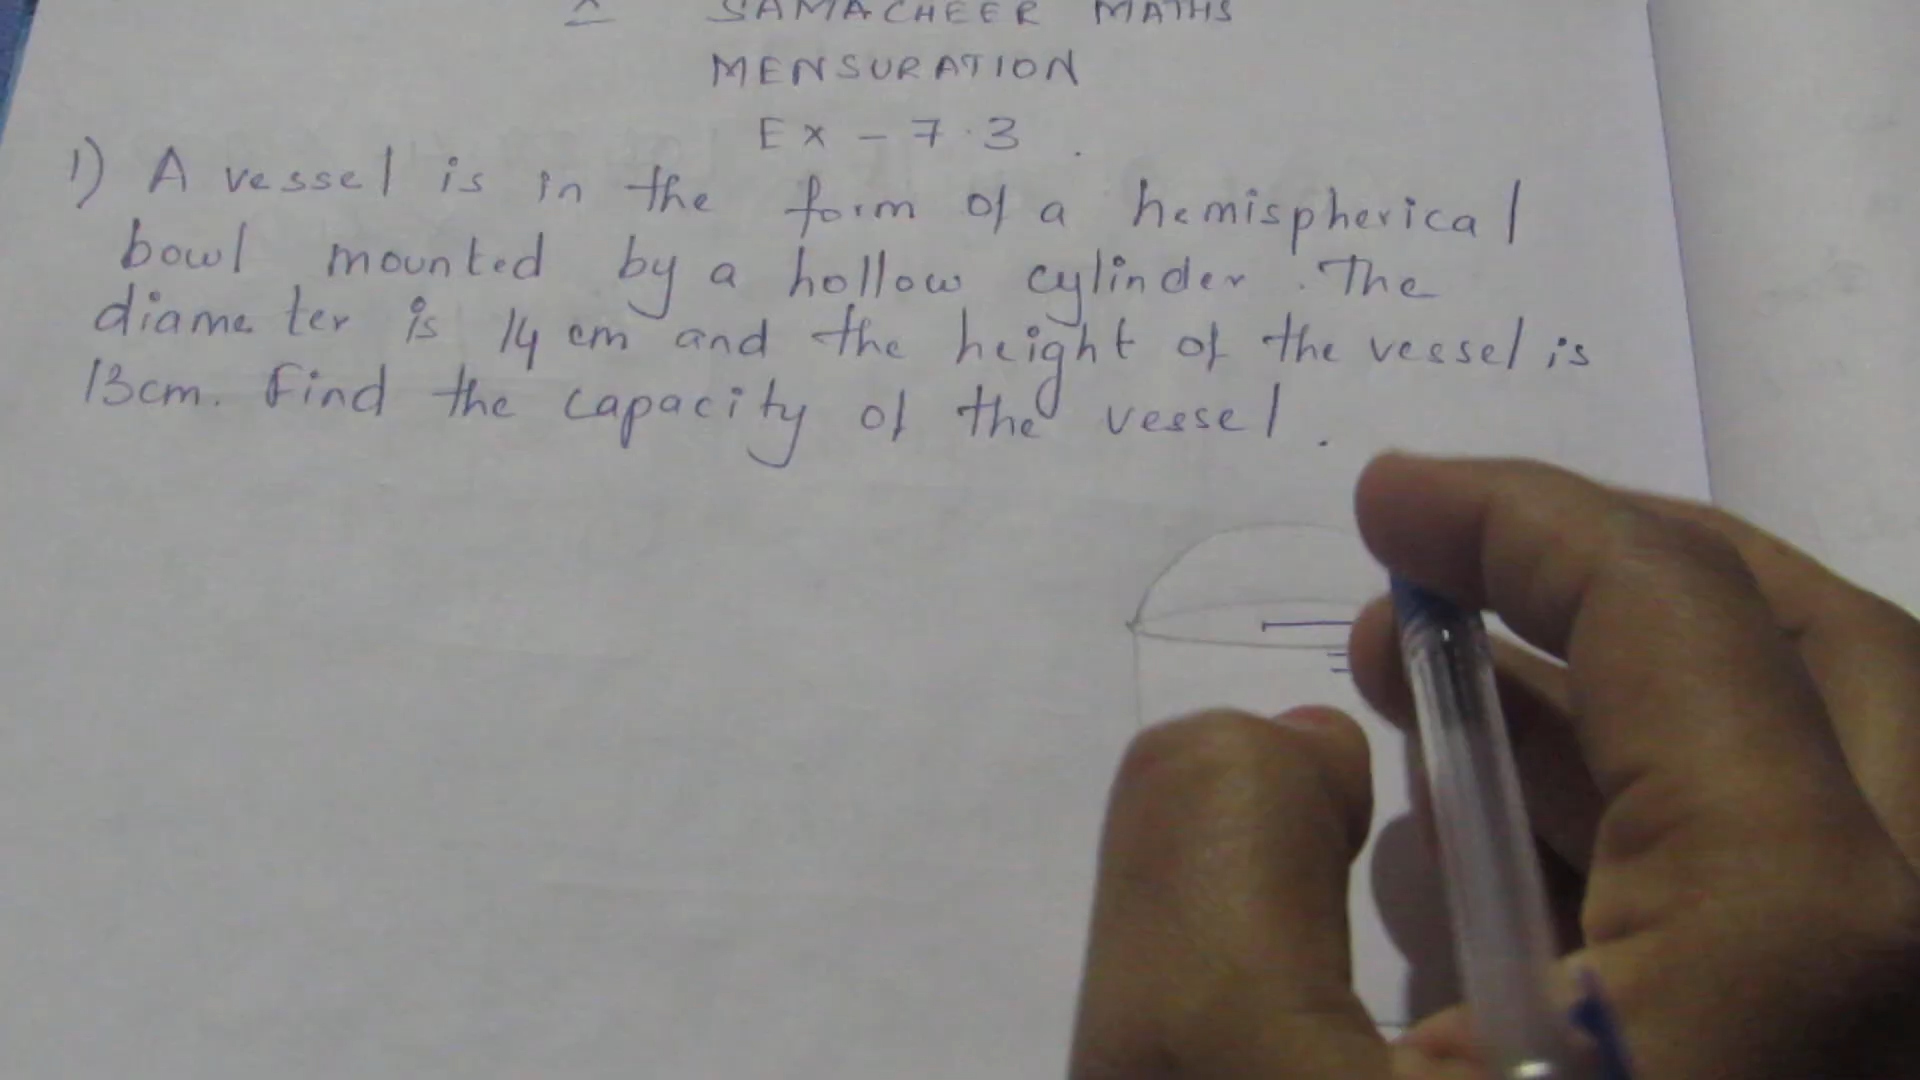 X SAMACHEER MATHS
MENSURATION
Ex - 7.3.
1) A vessel is in the form of a hemispherical
bowl mounted by a hollow cylinder. The
diameter is 14 cm and the height of the vessel is
13cm. Find the capacity of the vessel.